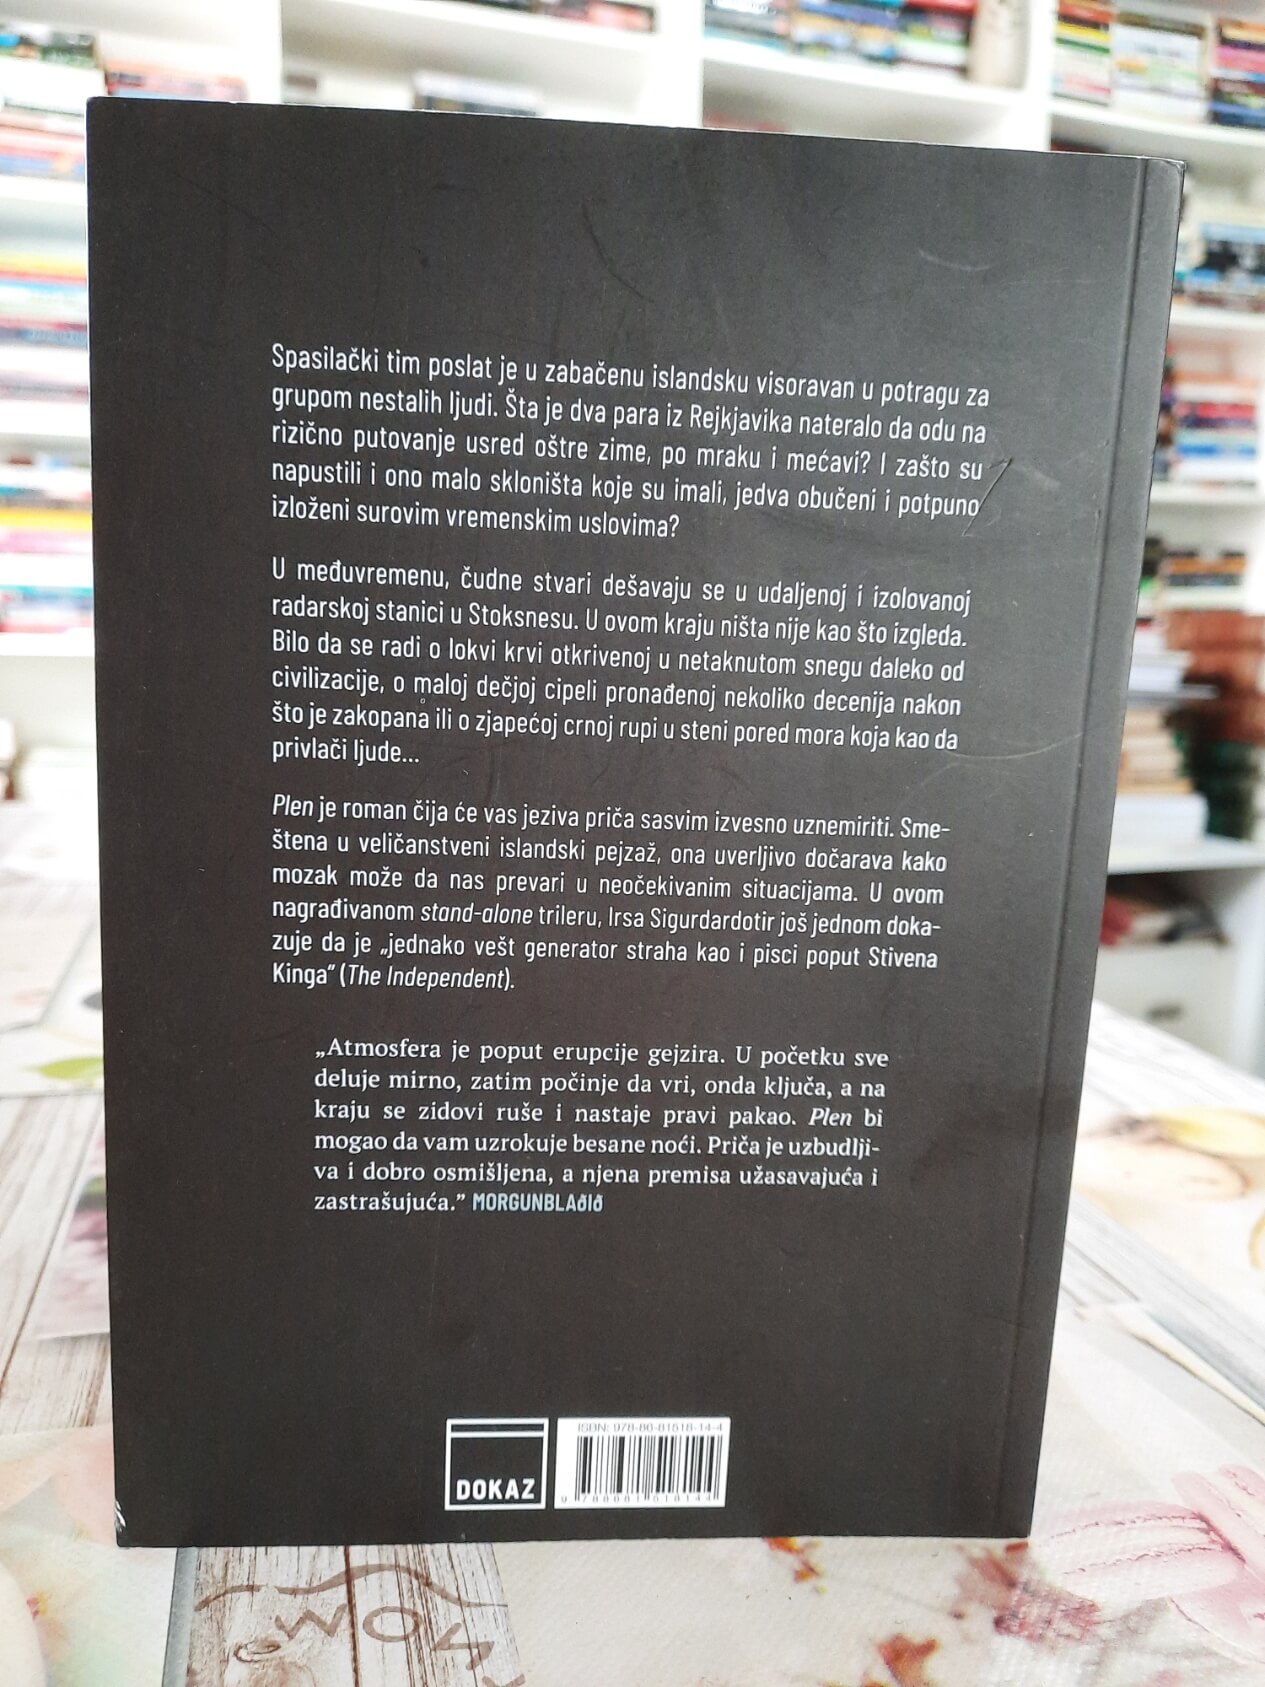 Spasilački tim poslat je u zabačenu islandsku visoravan u potragu za
grupom nestalih ljudi. Šta je dva para iz Rejkjavika nateralo da odu na
rizično putovanje usred oštre zime, po mraku i mećavi? I zašto su
napustili i ono malo skloništa koje su imali, jedva obučeni i potpuno
izloženi surovim vremenskim uslovima?
U međuvremenu, čudne stvari dešavaju se u udaljenoj i izolovanoj
radarskoj stanici u Stoksnesu. U ovom kraju ništa nije kao što izgleda.
Bilo da se radi o lokvi krvi otkrivenoj u netaknutom snegu daleko od
civilizacije, o maloj dečjoj cipeli pronađenoj nekoliko decenija nakon
što je zakopana ili o zjapećoj crnoj rupi u steni pored mora koja kao da
privlači ljude...
Plen je roman čija će vas jeziva priča sasvim izvesno uznemiriti. Sme-
štena u veličanstveni islandski pejzaž, ona uverljivo dočarava kako
mozak može da nas prevari u neočekivanim situacijama. U ovom
nagrađivanom stand-alone trileru, Irsa Sigurdardotir još jednom doka-
zuje da je „jednako vešt generator straha kao i pisci poput Stivena
Kinga” (The Independent).
„Atmosfera je poput erupcije gejzira. U početku sve
deluje mirno, zatim počinje da vri, onda ključa, a na
kraju se zidovi ruše i nastaje pravi pakao. Plen bi
mogao da vam uzrokuje besane noći. Priča je uzbudlji-
va i dobro osmišljena, a njena premisa užasavajuća i
zastrašujuća.” MORGUNBLAðIð
DOKAZ
ISBN: 978-86-81518-14-4
9 788681 518144